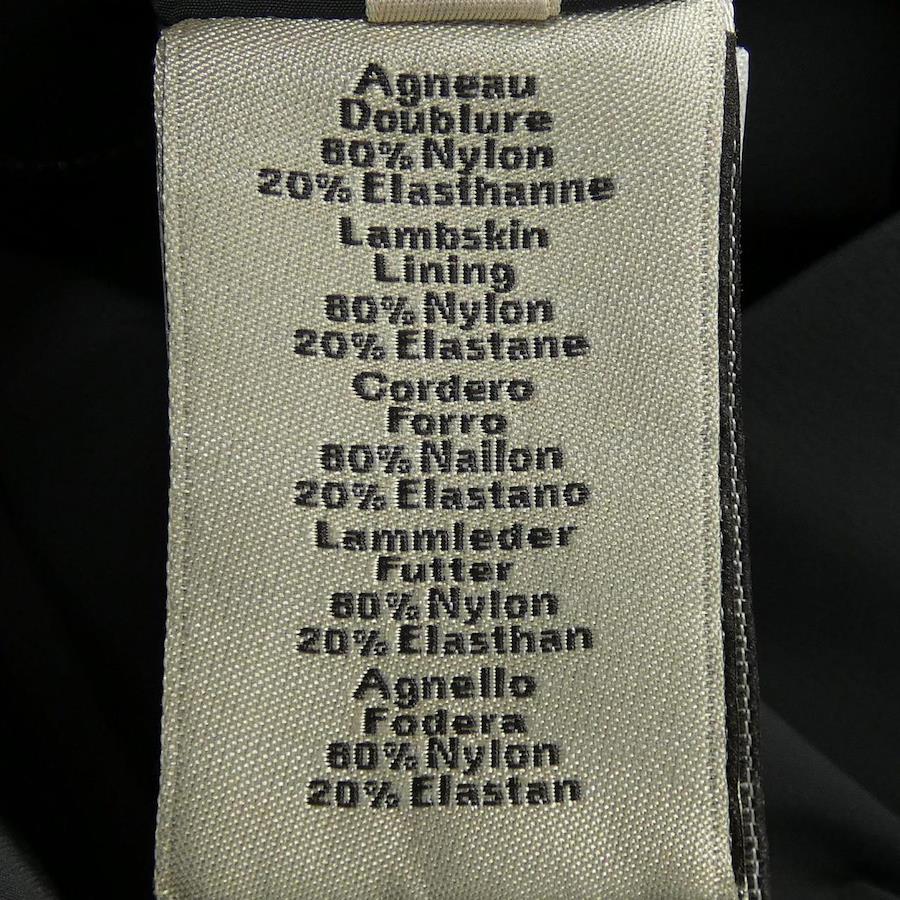 Agneau
Doublure
80% Nylon
20% Elasthanne
Lambskin
Lining
80% Nylon
20% Elastane
Cordero
Forro
80% Nailon
20% Elastano
Lammleder
Futter
80% Nylon
20% Elasthan
Agnello
Fodera
80% Nylon
20% Elastan